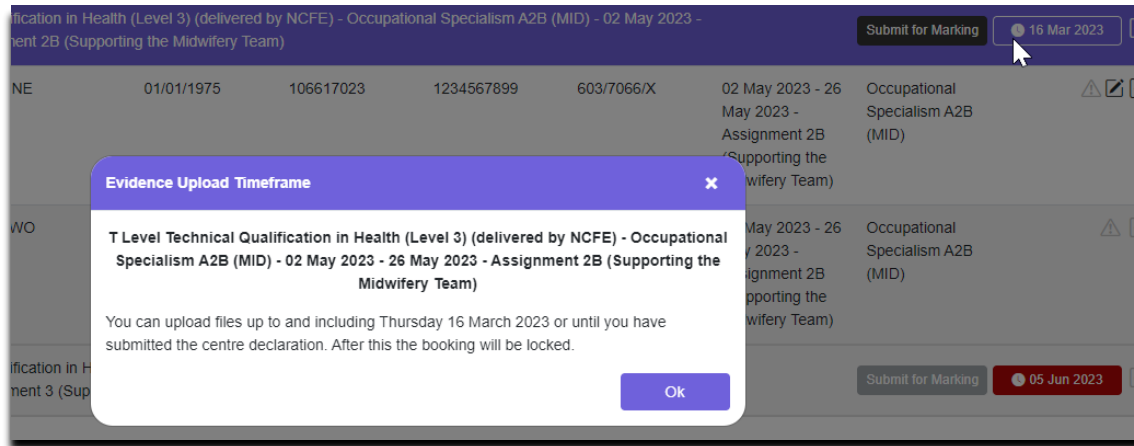 fication in Health (Level 3) (delivered by NCFE) - Occupational Specialism A2B (MID) - 02 May 2023 -
ent 2B (Supporting the Midwifery Team)
Submit for Marking
16 Mar 2023
NE 01/01/1975 106617023 1234567899 603/7066/X
02 May 2023 - 26
May 2023 -
Assignment 2B
(Supporting the
wifery Team)
Occupational
Specialism A2B
(MID)
Evidence Upload Timeframe
T Level Technical Qualification in Health (Level 3) (delivered by NCFE) - Occupational
Specialism A2B (MID) - 02 May 2023 - 26 May 2023 - Assignment 2B (Supporting the
Midwifery Team)
You can upload files up to and including Thursday 16 March 2023 or until you have
submitted the centre declaration. After this the booking will be locked.
Ok
WO
May 2023 - 26
y 2023 -
ignment 2B
pporting the
wifery Team)
Occupational
Specialism A2B
(MID)
ification in H
ment 3 (Sup
Submit for Marking
05 Jun 2023